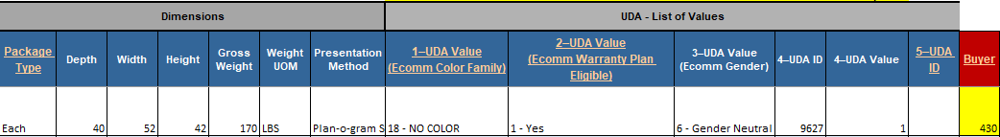 Dimensions
UDA - List of Values
Package
Type
Depth
Width
Height
Gross
Weight
Weight
UOM
Presentation
Method
1--UDA Value
(Ecomm Color Family)
2--UDA Value
(Ecomm Warranty Plan
Eligible)
3--UDA Value
(Ecomm Gender)
4--UDA ID
4--UDA Value
5--UDA
ID
Buyer
Each
40
52
42
170
LBS
Plan-o-gram S
18 - NO COLOR
1 - Yes
6 - Gender Neutral
9627
1
430